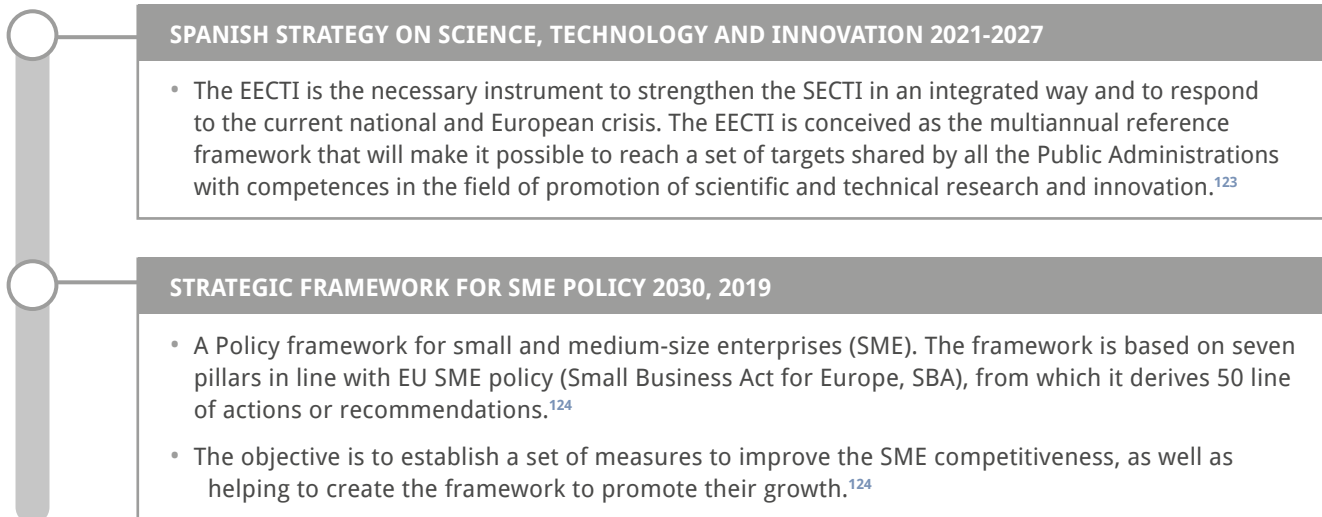 SPANISH STRATEGY ON SCIENCE, TECHNOLOGY AND INNOVATION 2021-2027
• The EECTI is the necessary instrument to strengthen the SECTI in an integrated way and to respond
to the current national and European crisis. The EECTI is conceived as the multiannual reference
framework that will make it possible to reach a set of targets shared by all the Public Administrations
with competences in the field of promotion of scientific and technical research and innovation.123
STRATEGIC FRAMEWORK FOR SME POLICY 2030, 2019
• A Policy framework for small and medium-size enterprises (SME). The framework is based on seven
pillars in line with EU SME policy (Small Business Act for Europe, SBA), from which it derives 50 line
of actions or recommendations.124
• The objective is to establish a set of measures to improve the SME competitiveness, as well as
helping to create the framework to promote their growth.124